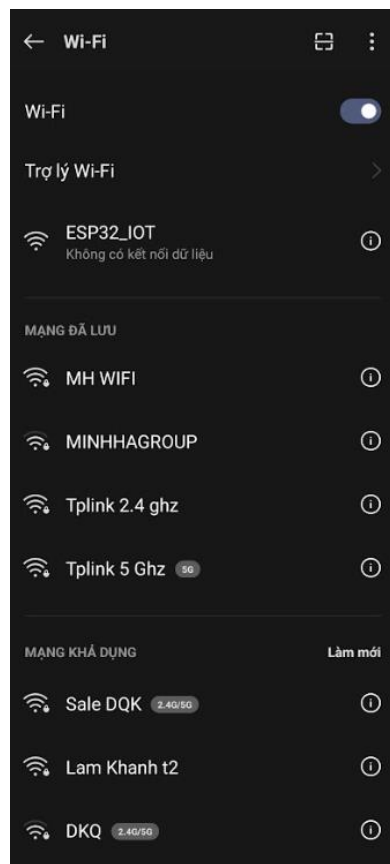 Wi-Fi
Wi-Fi
Trợ lý Wi-Fi
ESP32_IOT
Không có kết nối dữ liệu
MẠNG ĐÃ LƯU
MH WIFI
MINHHAGROUP
Tplink 2.4 ghz
Tplink 5 Ghz 5G
MẠNG KHẢ DỤNG Làm mới
Sale DQK 2.4G/5G
Lam Khanh t2
DKQ 2.4G/5G